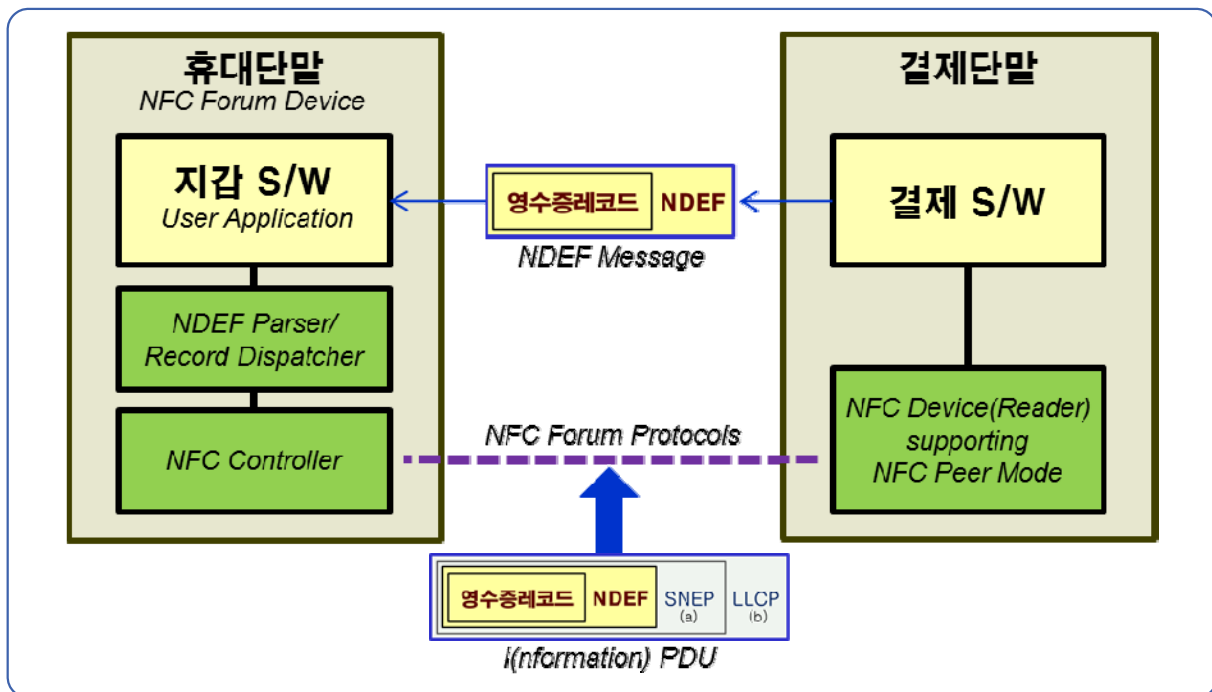 휴대단말
NFC Forum Device
지갑 S/W
User Application
NDEF Parser/
Record Dispatcher
NFC Controller
영수증레코드 NDEF
NDEF Message
NFC Forum Protocols
결제단말
결제 S/W
NFC Device(Reader)
supporting
NFC Peer Mode
영수증레코드 NDEF SNEP LLCP
(a) (b)
I(nformation) PDU